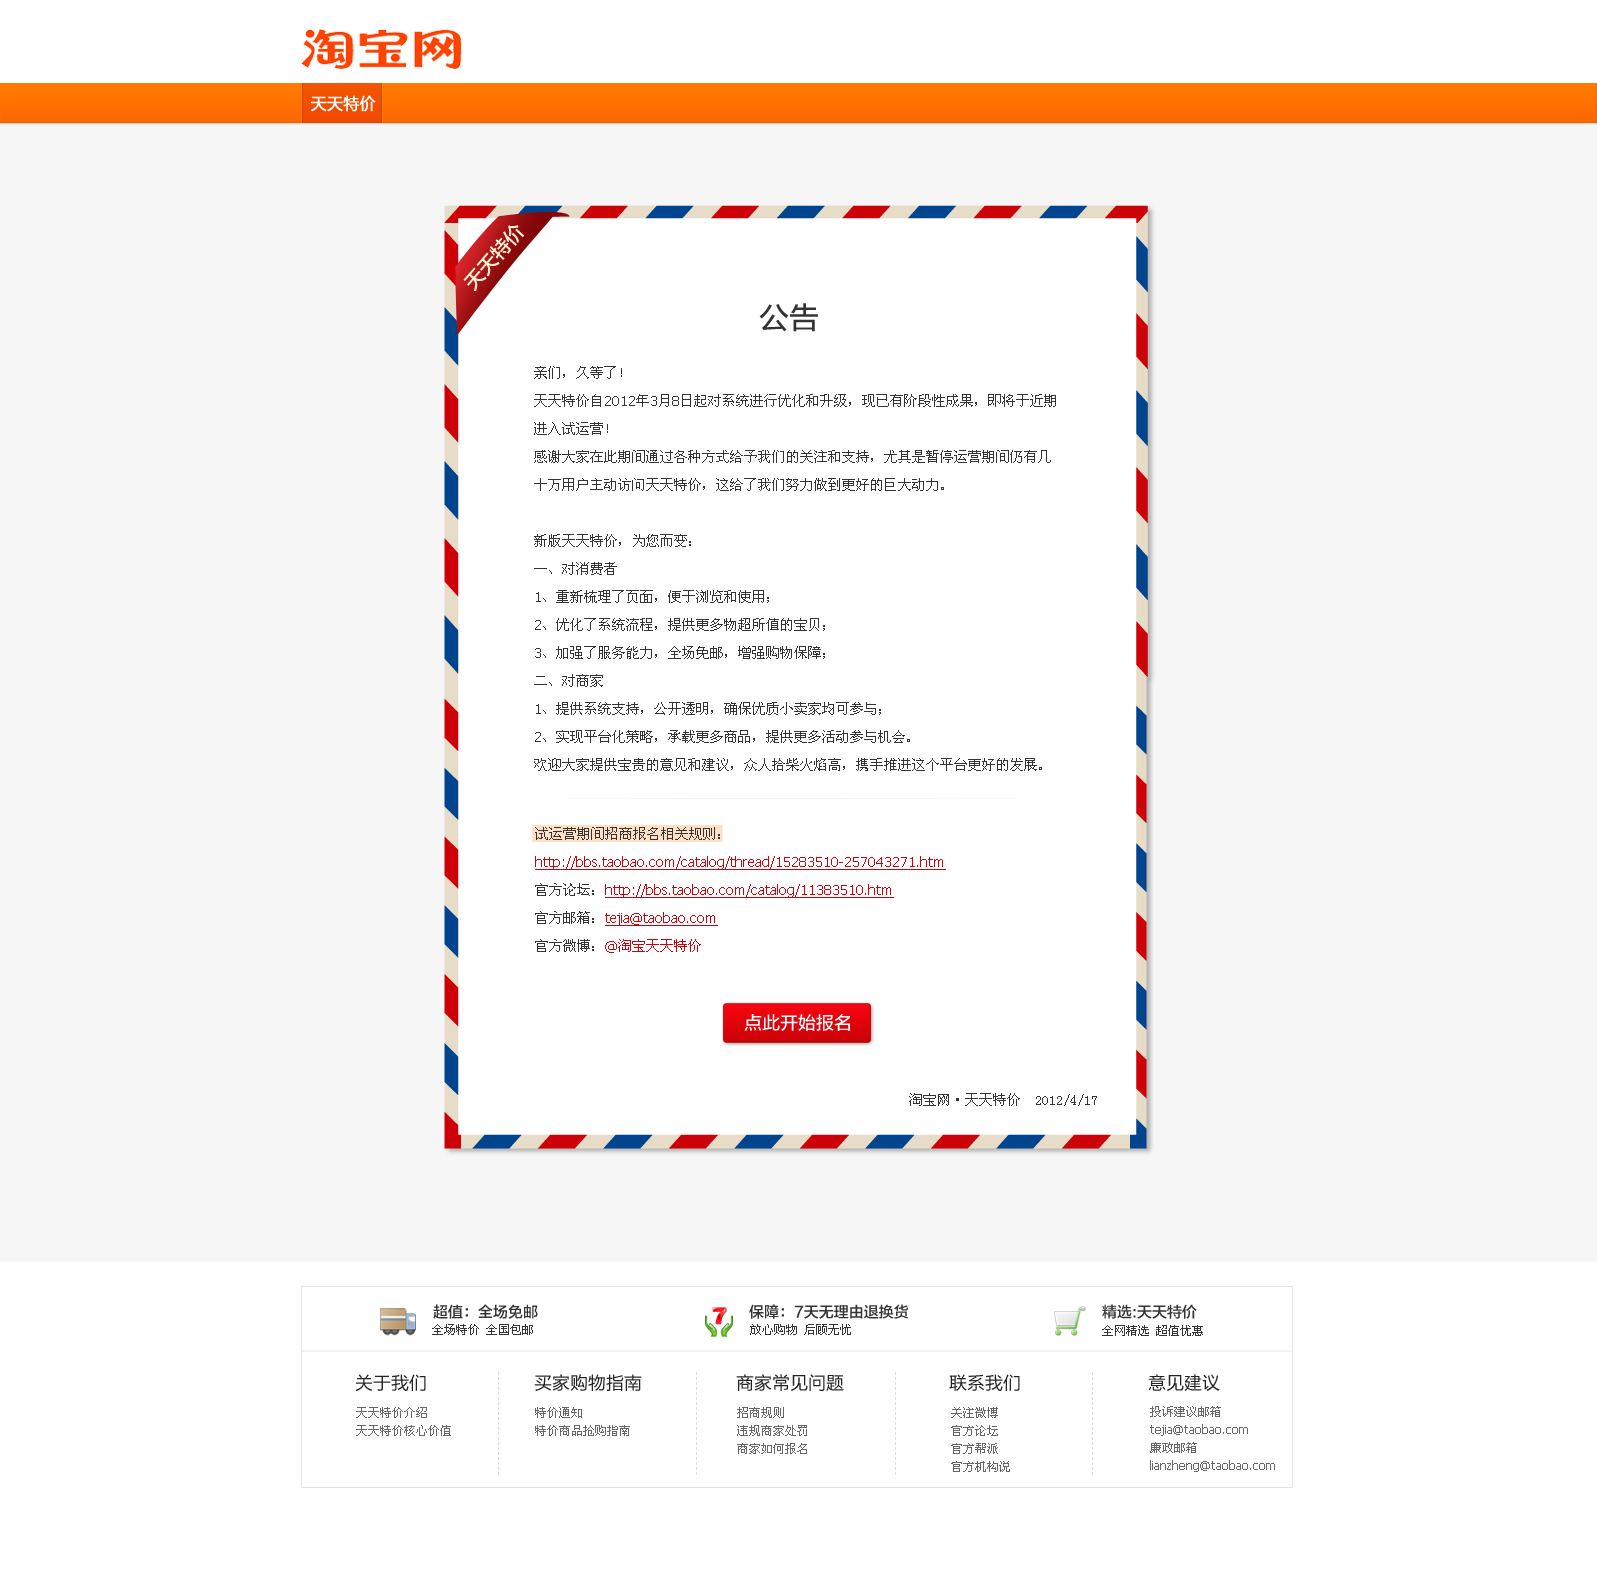 淘宝网
天天特价
天天特价
公告
亲们，久等了！
天天特价自2012年3月8日起对系统进行优化和升级，现已有阶段性成果，即将于近期
进入试运营！
感谢大家在此期间通过各种方式给予我们的关注和支持，尤其是暂停运营期间仍有几
十万用户主动访问天天特价，这给了我们努力做到更好的巨大动力。
新版天天特价，为您而变：
一、对消费者
1、重新梳理了页面，便于浏览和使用；
2、优化了系统流程，提供更多物超所值的宝贝；
3、加强了服务能力，全场免邮，增强购物保障；
二、对商家
1、提供系统支持，公开透明，确保优质小卖家均可参与；
2、实现平台化策略，承载更多商品，提供更多活动参与机会。
欢迎大家提供宝贵的意见和建议，众人拾柴火焰高，携手推进这个平台更好的发展。
试运营期间招商报名相关规则：
http://bbs.taobao.com/catalog/thread/15283510-257043271.htm
官方论坛：http://bbs.taobao.com/catalog/11383510.htm
官方邮箱：tejia@taobao.com
官方微博：@淘宝天天特价
点此开始报名
淘宝网·天天特价 2012/4/17
超值：全场免邮
全场特价 全国包邮
保障：7天无理由退换货
放心购物 后顾无忧
精选:天天特价
全网精选 超值优惠
关于我们
天天特价介绍
天天特价核心价值
买家购物指南
特价通知
特价商品抢购指南
商家常见问题
招商规则
违规商家处罚
商家如何报名
联系我们
关注微博
官方论坛
官方帮派
官方机构说
意见建议
投诉建议邮箱
tejia@taobao.com
廉政邮箱
lianzheng@taobao.com